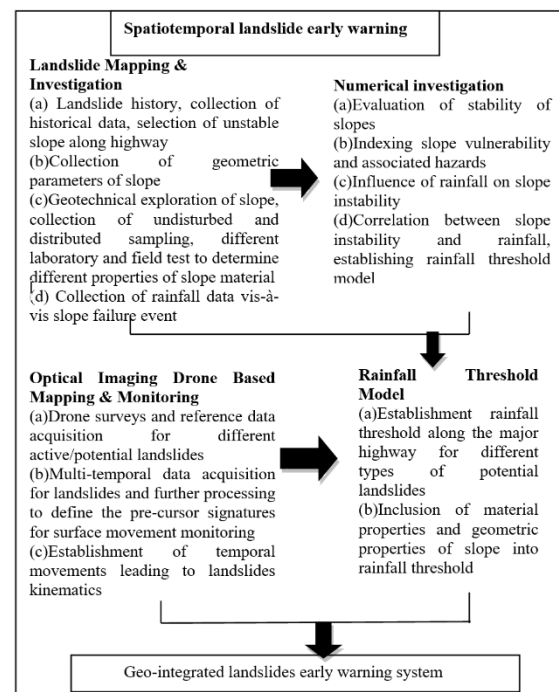 Spatiotemporal landslide early warning
Landslide Mapping &
Investigation
(a) Landslide history, collection of
historical data, selection of unstable
slope along highway
(b)Collection of geometric
parameters of slope
(c)Geotechnical exploration of slope,
collection of undisturbed and
distributed sampling, different
laboratory and field test to determine
different properties of slope material
(d) Collection of rainfall data vis-à-
vis slope failure event
Numerical investigation
(a)Evaluation of stability of
slopes
(b)Indexing slope vulnerability
and associated hazards
(c)Influence of rainfall on slope
instability
(d)Correlation between slope
instability and rainfall,
establishing rainfall threshold
model
Optical Imaging Drone Based
Mapping & Monitoring
(a)Drone surveys and reference data
acquisition for different
active/potential landslides
(b)Multi-temporal data acquisition
for landslides and further processing
to define the pre-cursor signatures
for surface movement monitoring
(c)Establishment of temporal
movements leading to landslides
kinematics
Rainfall Threshold
Model
(a)Establishment rainfall
threshold along the major
highway for different
types of potential
landslides
(b)Inclusion of material
properties and geometric
properties of slope into
rainfall threshold
Geo-integrated landslides early warning system